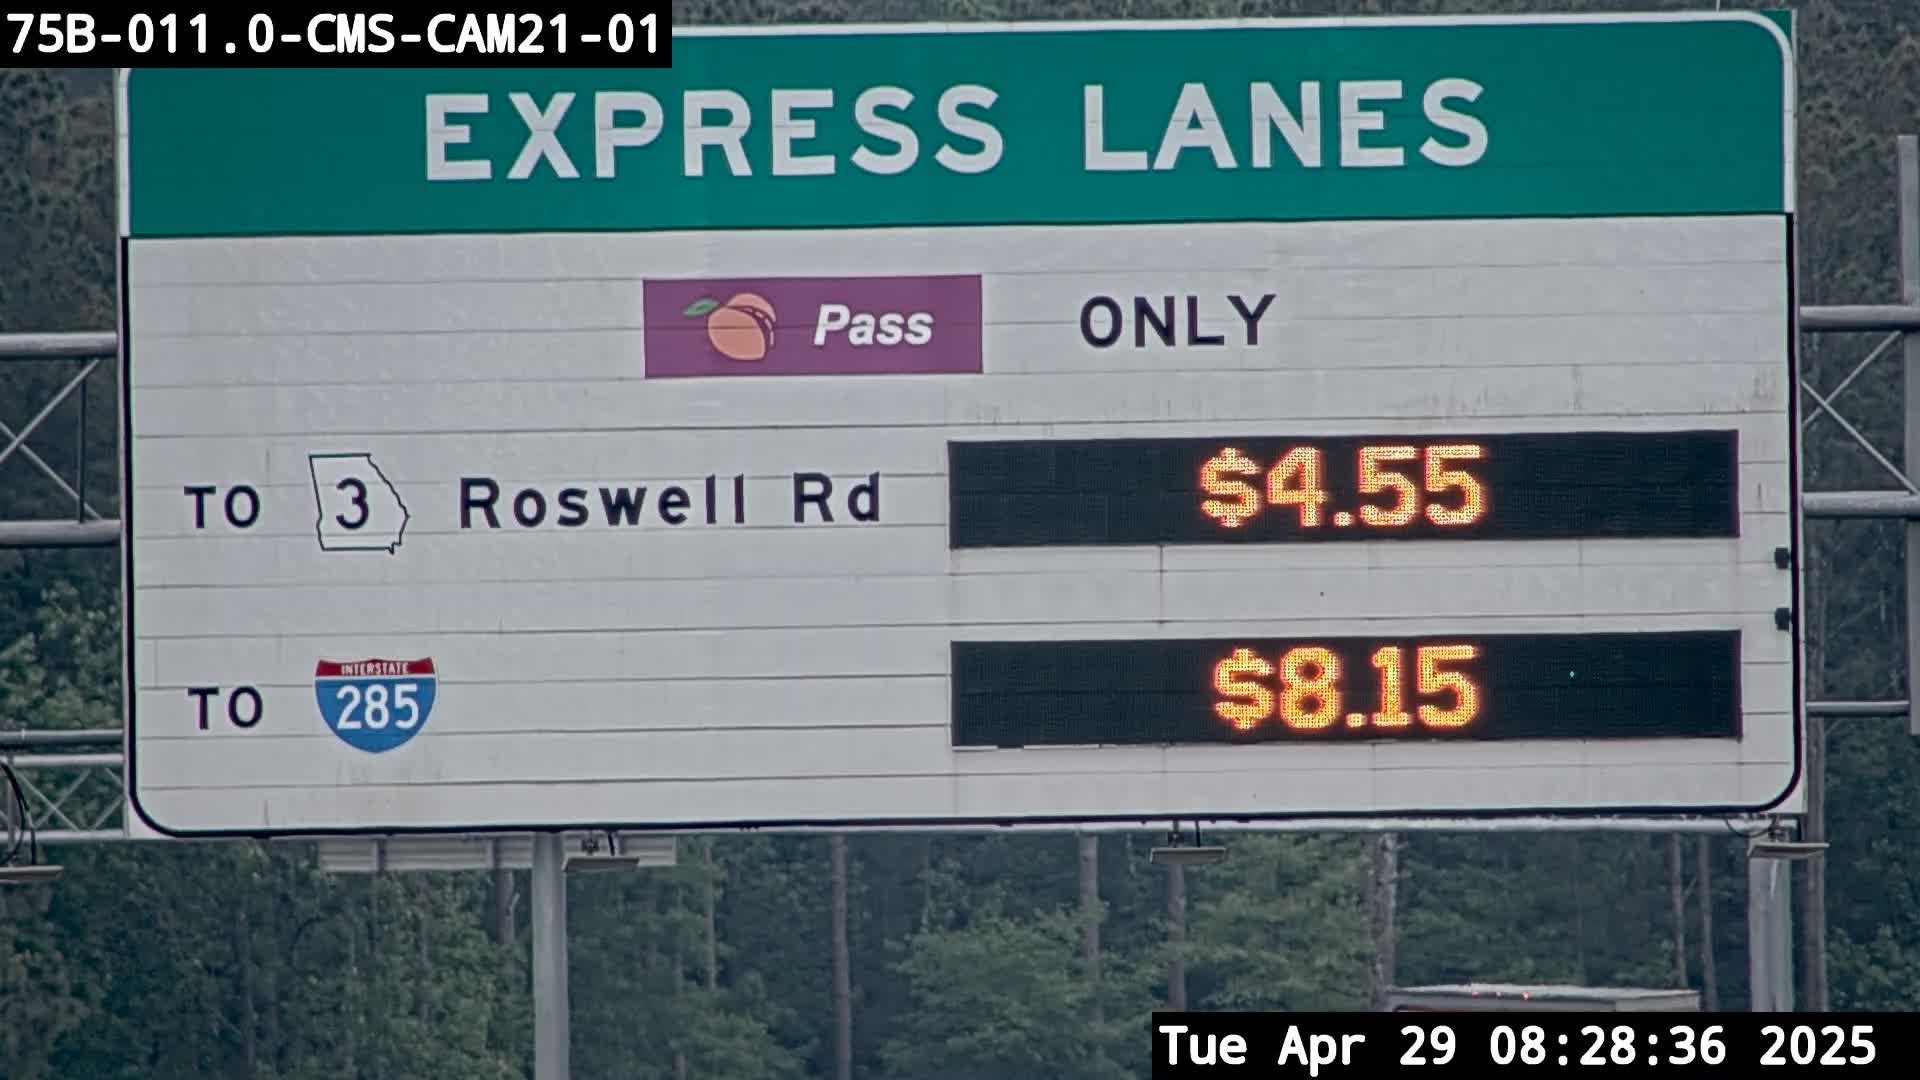 75B-011.0-CMS-CAM21-01
EXPRESS LANES
Pass ONLY
TO 3 Roswell Rd $4.55
TO INTERSTATE 285 $8.15
Tue Apr 29 08:28:36 2025